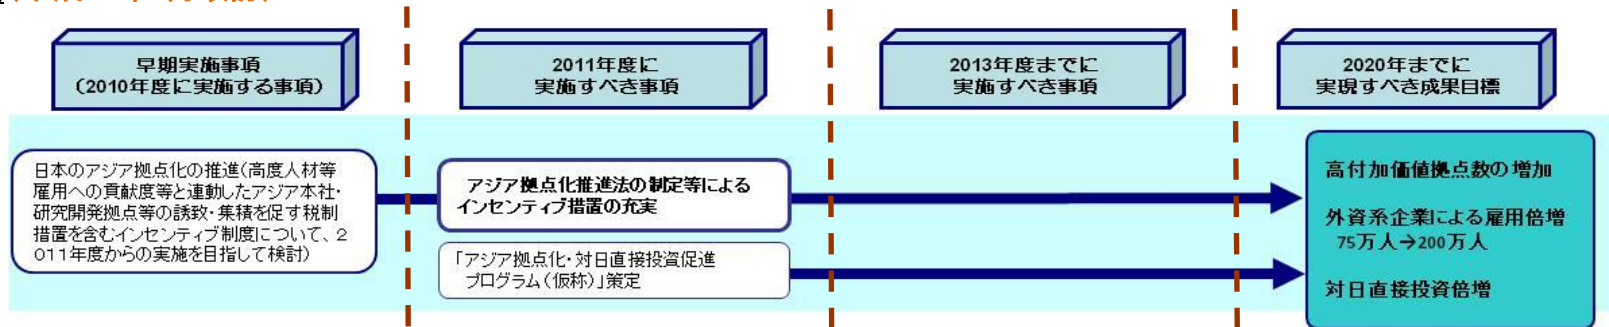 早期実施事項
（2010年度に実施する事項）
2011年度に
実施すべき事項
2013年度までに
実施すべき事項
2020年までに
実現すべき成果目標
日本のアジア拠点化の推進（高度人材等
雇用への貢献度等と連動したアジア本社・
研究開発拠点等の誘致・集積を促す税制
措置を含むインセンティブ制度について、２
０１１年度からの実施を目指して検討）
アジア拠点化推進法の制定等による
インセンティブ措置の充実
「アジア拠点化・対日直接投資促進
プログラム（仮称）」策定
高付加価値拠点数の増加
外資系企業による雇用倍増
75万人→200万人
対日直接投資倍増